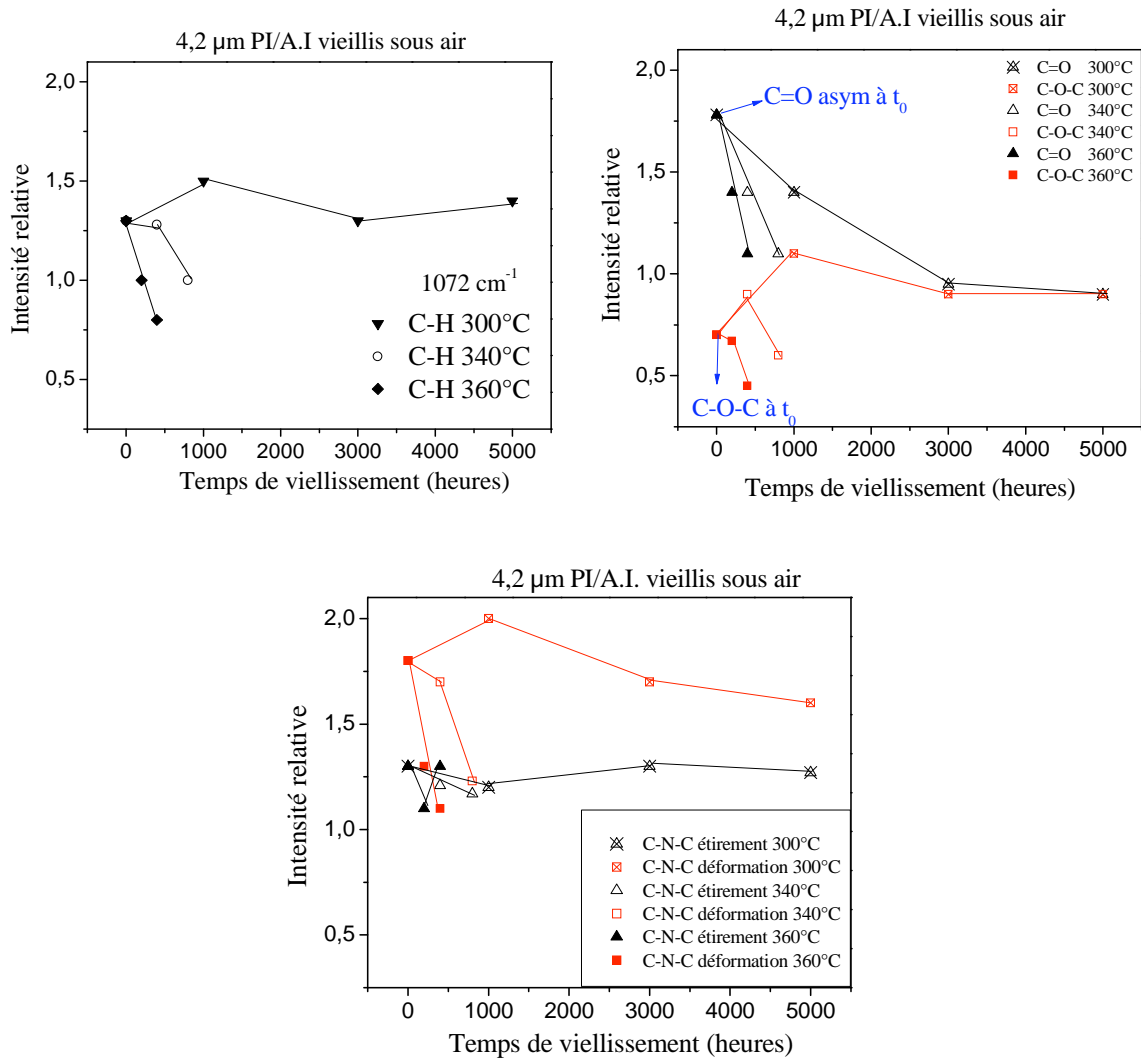 4,2 µm PI/A.I vieillis sous air
2,0
1,5
1,0
0,5
Intensité relative
1072 cm⁻¹
C-H 300°C
C-H 340°C
C-H 360°C
0 1000 2000 3000 4000 5000
Temps de viellissement (heures)
4,2 µm PI/A.I vieillis sous air
2,0
1,5
1,0
0,5
Intensité relative
C=O 300°C
C-O-C 300°C
C=O 340°C
C-O-C 340°C
C=O 360°C
C-O-C 360°C
C=O asym à t₀
C-O-C à t₀
0 1000 2000 3000 4000 5000
Temps de viellissement (heures)
4,2 µm PI/A.I. vieillis sous air
2,0
1,5
1,0
0,5
Intensité relative
C-N-C étirement 300°C
C-N-C déformation 300°C
C-N-C étirement 340°C
C-N-C déformation 340°C
C-N-C étirement 360°C
C-N-C déformation 360°C
0 1000 2000 3000 4000 5000
Temps de viellissement (heures)